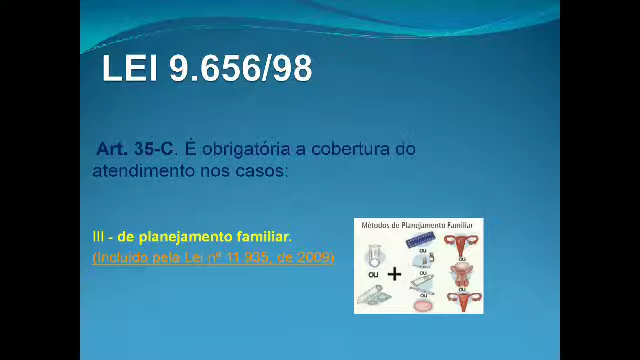 LEI 9.656/98
Art. 35-C. É obrigatória a cobertura do
atendimento nos casos:
III - de planejamento familiar.
(Incluído pela Lei nº 11.935, de 2009)
Métodos de Planejamento Familiar
ou
+
ou
ou
ou
ou